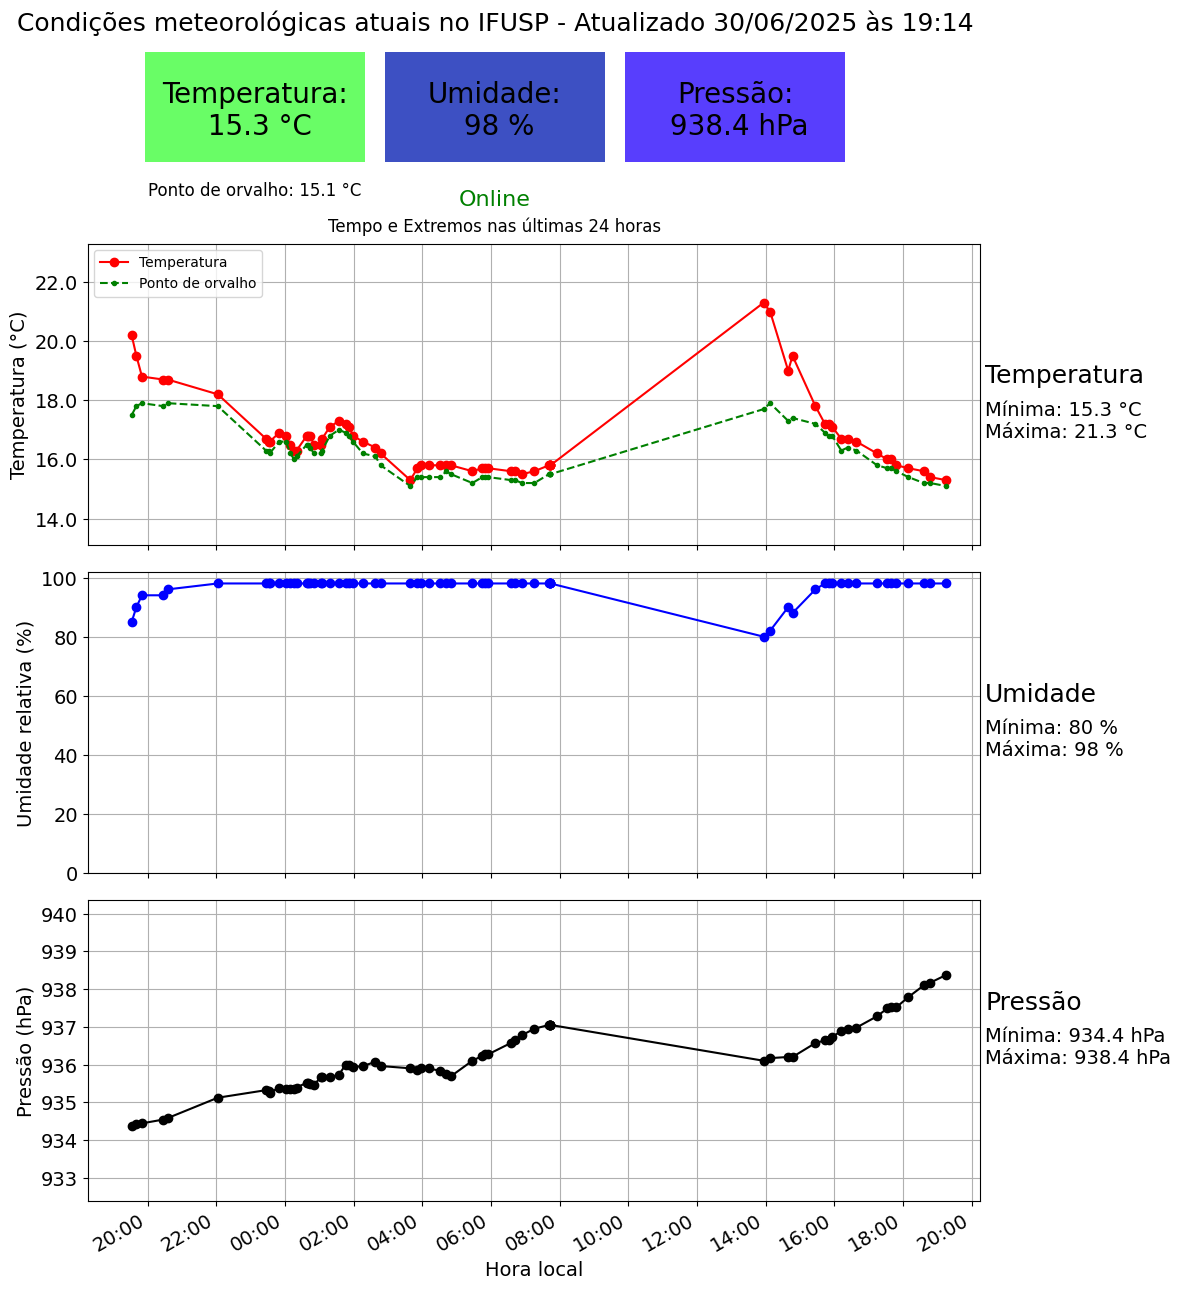 Condições meteorológicas atuais no IFUSP - Atualizado 30/06/2025 às 19:14
Temperatura:
15.3 °C
Umidade:
98 %
Pressão:
938.4 hPa
Ponto de orvalho: 15.1 °C
Online
Tempo e Extremos nas últimas 24 horas
Temperatura
Ponto de orvalho
Temperatura (°C)
22.0
20.0
18.0
16.0
14.0
Temperatura
Mínima: 15.3 °C
Máxima: 21.3 °C
Umidade relativa (%)
100
80
60
40
20
0
Umidade
Mínima: 80 %
Máxima: 98 %
Pressão (hPa)
940
939
938
937
936
935
934
933
Pressão
Mínima: 934.4 hPa
Máxima: 938.4 hPa
20:00 22:00 00:00 02:00 04:00 06:00 08:00 10:00 12:00 14:00 16:00 18:00 20:00
Hora local